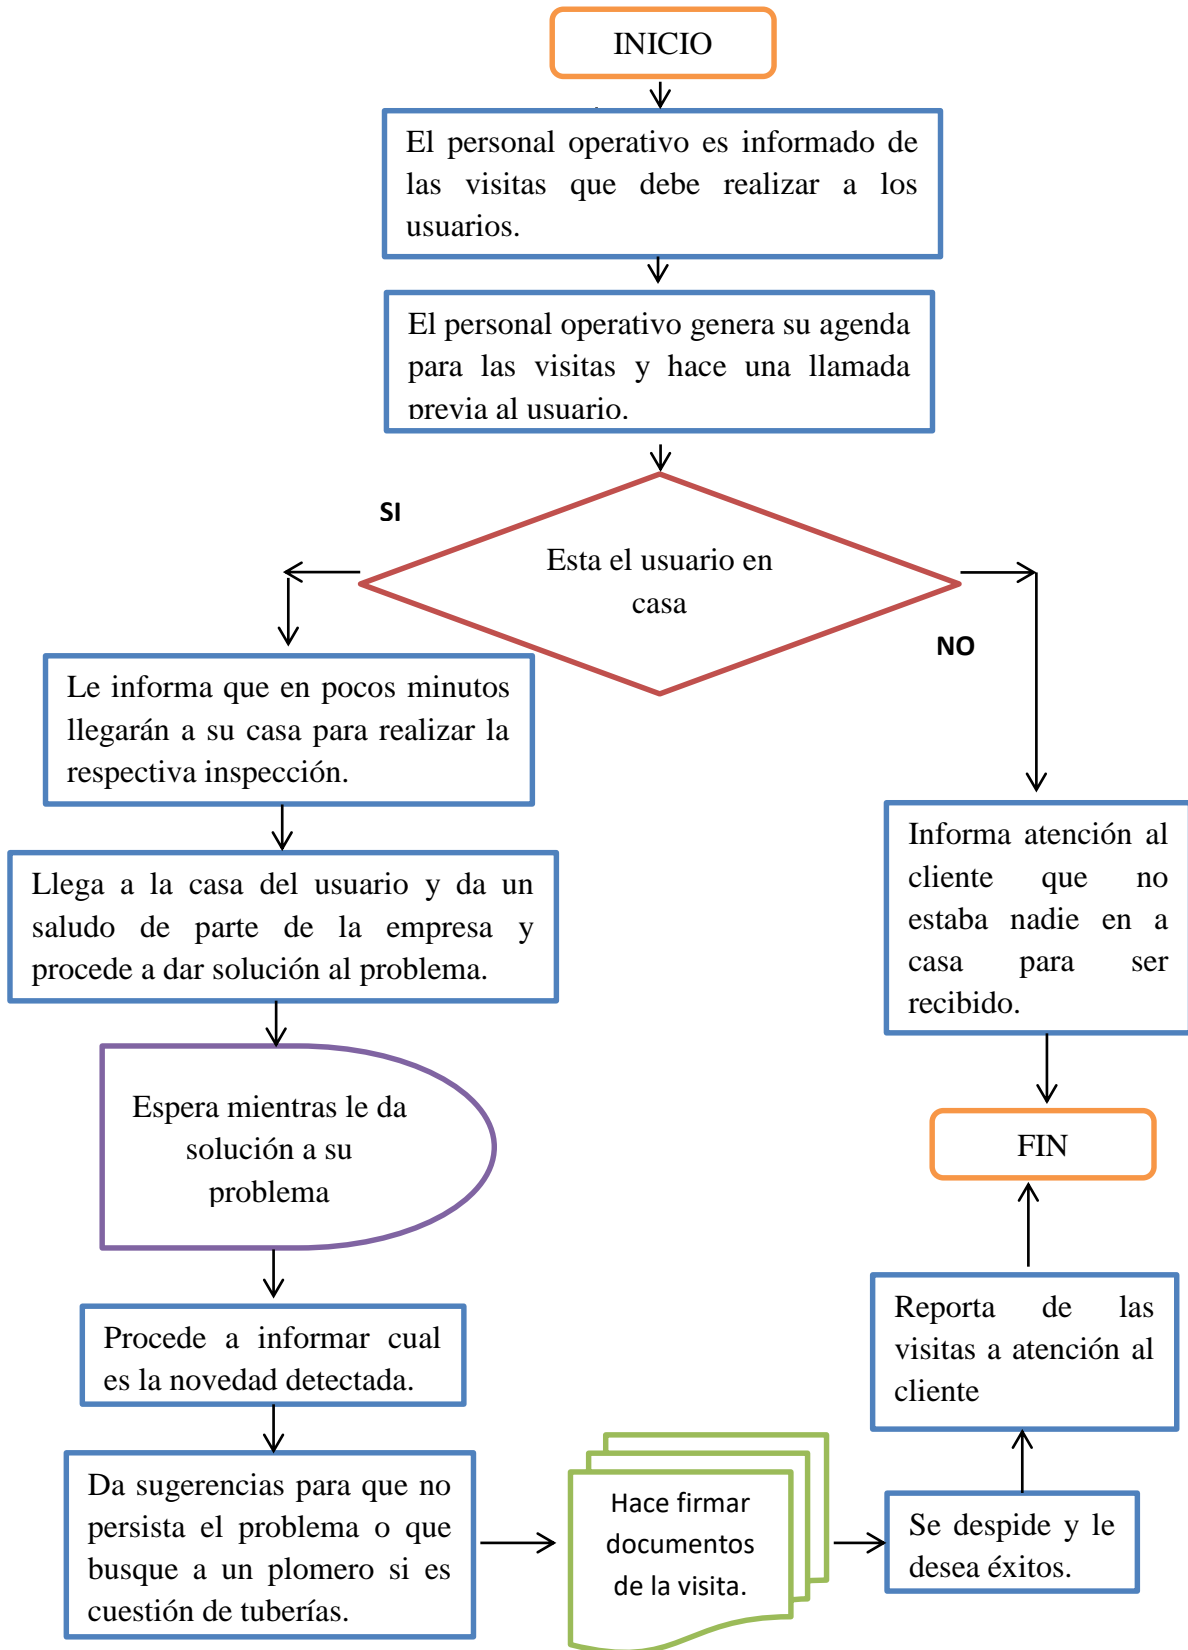 INICIO
El personal operativo es informado de
las visitas que debe realizar a los
usuarios.
El personal operativo genera su agenda
para las visitas y hace una llamada
previa al usuario.
SI
Esta el usuario en
casa
NO
Le informa que en pocos minutos
llegarán a su casa para realizar la
respectiva inspección.
Llega a la casa del usuario y da un
saludo de parte de la empresa y
procede a dar solución al problema.
Espera mientras le da
solución a su
problema
Procede a informar cual
es la novedad detectada.
Da sugerencias para que no
persista el problema o que
busque a un plomero si es
cuestión de tuberías.
Hace firmar
documentos
de la visita.
Se despide y le
desea éxitos.
Reporta de las
visitas a atención al
cliente
Informa atención al
cliente que no
estaba nadie en a
casa para ser
recibido.
FIN